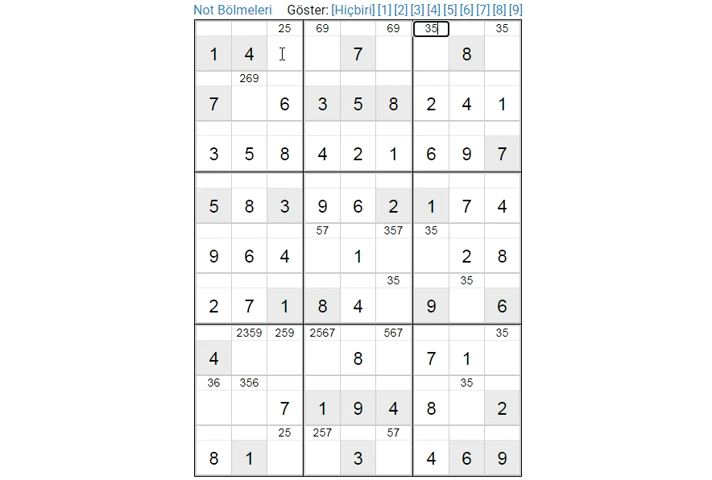 Not Bölmeleri Göster: [Hiçbiri] [1] [2] [3] [4] [5] [6] [7] [8] [9]
25 69 69 35 35
1 4 7 8
269
7 6 3 5 8 2 4 1
3 5 8 4 2 1 6 9 7
5 8 3 9 6 2 1 7 4
57 357 35
9 6 4 1 2 8
35 35
2 7 1 8 4 9 6
2359 259 2567 567 35
4 8 7 1
36 356 35
7 1 9 4 8 2
25 257 57
8 1 3 4 6 9